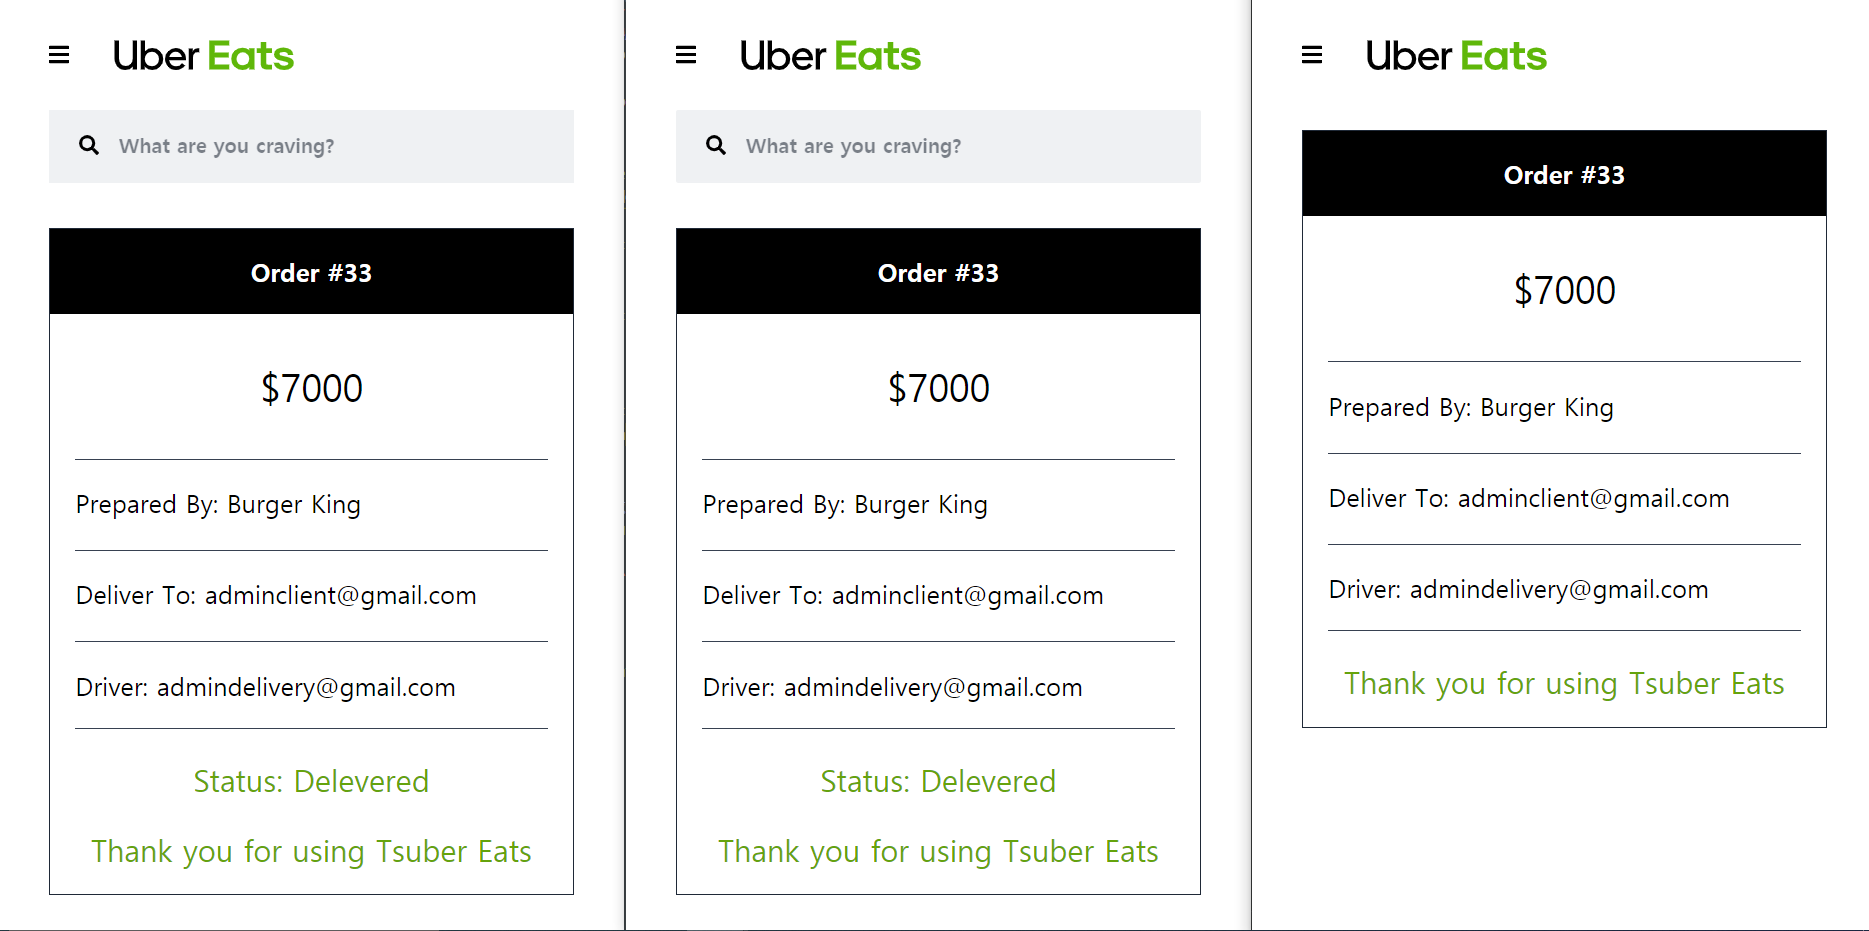 Uber Eats
What are you craving?
Order #33
$7000
Prepared By: Burger King
Deliver To: adminclient@gmail.com
Driver: admindelivery@gmail.com
Status: Delevered
Thank you for using Tsuber Eats
Uber Eats
What are you craving?
Order #33
$7000
Prepared By: Burger King
Deliver To: adminclient@gmail.com
Driver: admindelivery@gmail.com
Status: Delevered
Thank you for using Tsuber Eats
Uber Eats
Order #33
$7000
Prepared By: Burger King
Deliver To: adminclient@gmail.com
Driver: admindelivery@gmail.com
Thank you for using Tsuber Eats